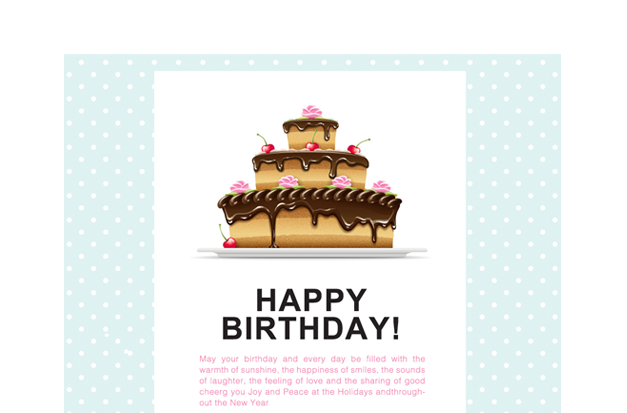 HAPPY
BIRTHDAY!
May your birthday and every day be filled with the
warmth of sunshine, the happiness of smiles, the sounds
of laughter, the feeling of love and the sharing of good
cheerg you Joy and Peace at the Holidays andthrough-
out the New Year